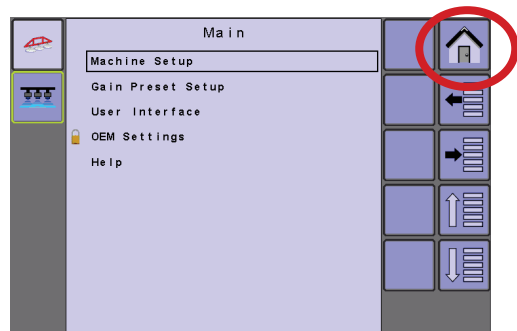 Main
Machine Setup
Gain Preset Setup
User Interface
OEM Settings
Help